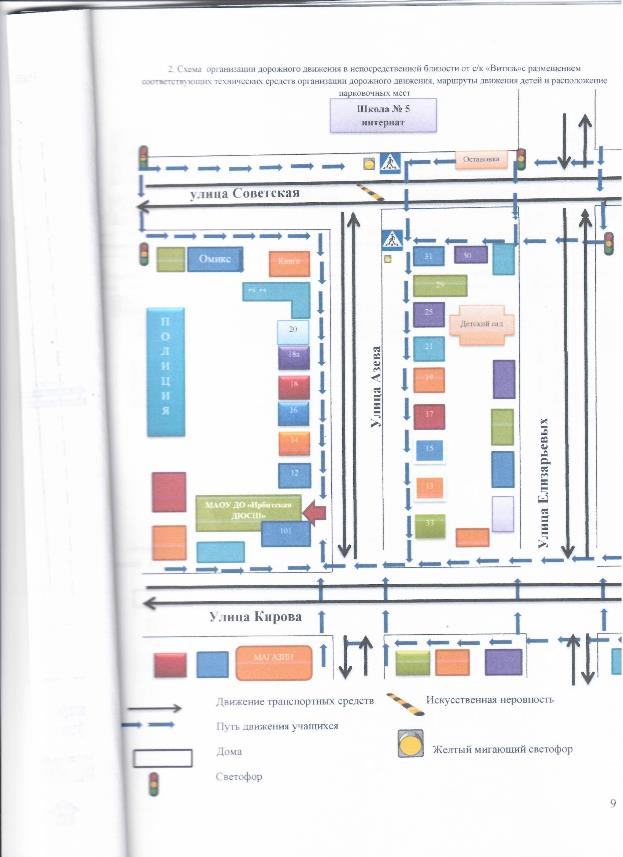 2. Схема организации дорожного движения в непосредственной близости от с/к «Витязь»с размещением
соответствующих технических средств организации дорожного движения, маршруты движения детей и расположение
парковочных мест
Школа № 5
интернат
Остановка
улица Советская
Омикс
Книги
31
30
29
20
25
Детский сад
ПОЛИЦИЯ
18а
21
18
19
16
17
14
15
12
13
МАОУ ДО «Ирбитская
ДЮСШ»
101
33
Улица Азева
Улица Елизарьевых
Улица Кирова
МАГАЗИН
Движение транспортных средств
Искусственная неровность
Путь движения учащихся
Дома
Желтый мигающий светофор
Светофор
9